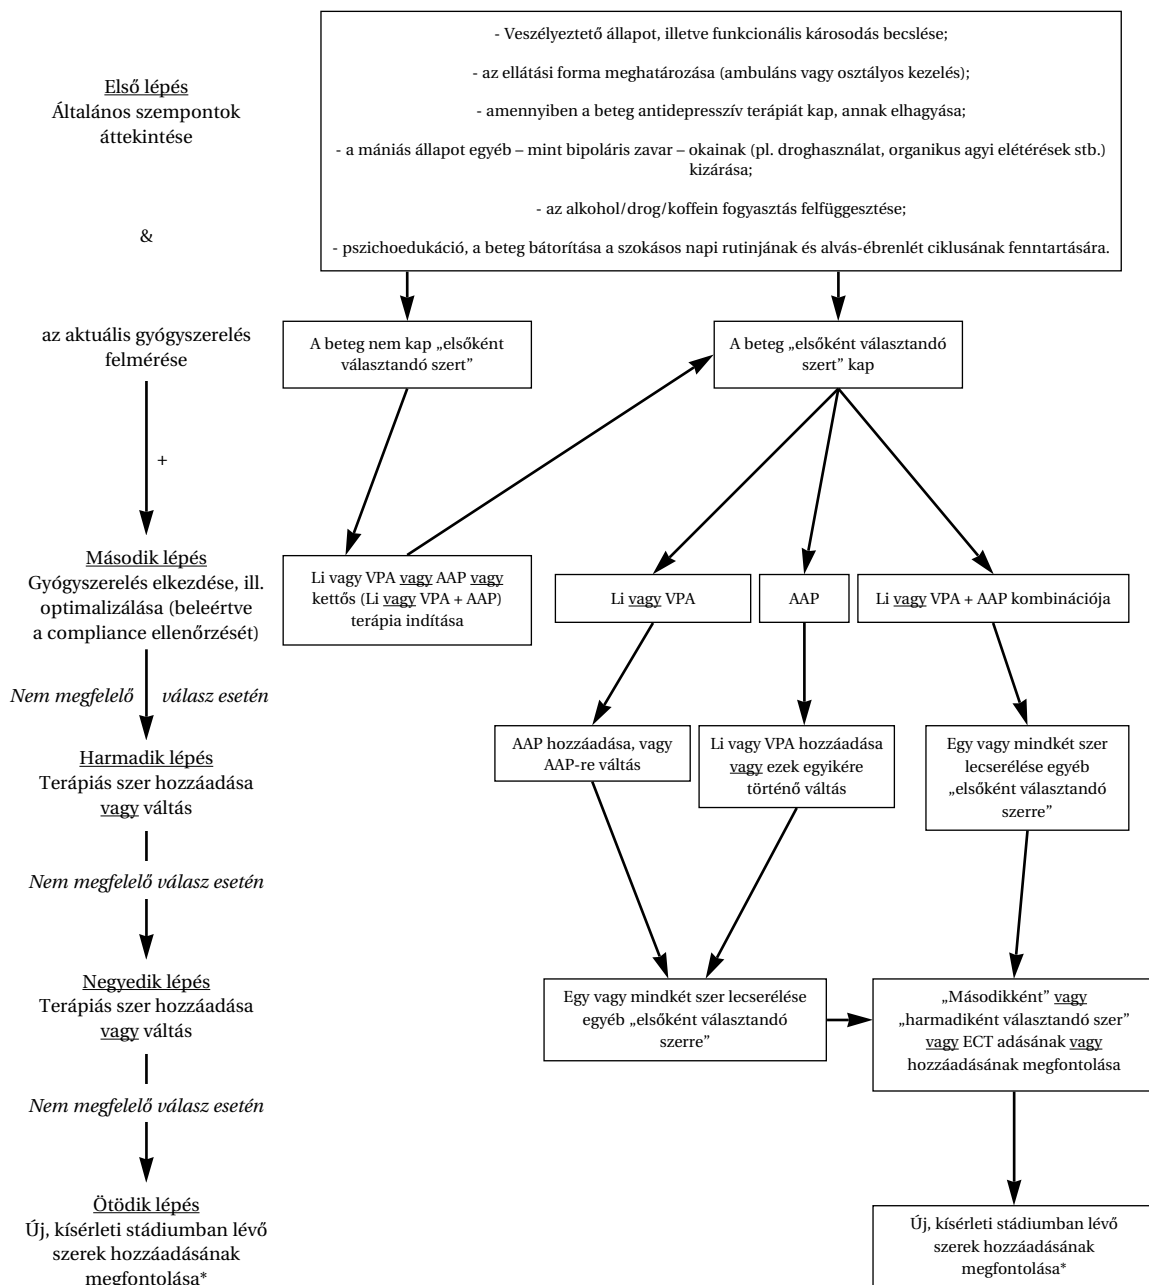 - Veszélyeztető állapot, illetve funkcionális károsodás becslése;
- az ellátási forma meghatározása (ambuláns vagy osztályos kezelés);
- amennyiben a beteg antidepresszív terápiát kap, annak elhagyása;
- a mániás állapot egyéb – mint bipoláris zavar – okainak (pl. droghasználat, organikus agyi elétérések stb.)
kizárása;
- az alkohol/drog/koffein fogyasztás felfüggesztése;
- pszichoedukáció, a beteg bátorítása a szokásos napi rutinjának és alvás-ébrenlét ciklusának fenntartására.
Első lépés
Általános szempontok
áttekintése
&
az aktuális gyógyszerelés
felmérése
A beteg nem kap „elsőként
választandó szert”
A beteg „elsőként választandó
szert” kap
+
Második lépés
Gyógyszerelés elkezdése, ill.
optimalizálása (beleértve
a compliance ellenőrzését)
Li vagy VPA vagy AAP vagy
kettős (Li vagy VPA + AAP)
terápia indítása
Li vagy VPA
AAP
Li vagy VPA + AAP kombinációja
Nem megfelelő válasz esetén
Harmadik lépés
Terápiás szer hozzáadása
vagy váltás
AAP hozzáadása, vagy
AAP-re váltás
Li vagy VPA hozzáadása
vagy ezek egyikére
történő váltás
Egy vagy mindkét szer
lecserélése egyéb
„elsőként választandó
szerre”
Nem megfelelő válasz esetén
Negyedik lépés
Terápiás szer hozzáadása
vagy váltás
Egy vagy mindkét szer lecserélése
egyéb „elsőként választandó
szerre”
„Másodikként” vagy
„harmadiként választandó szer”
vagy ECT adásának vagy
hozzáadásának megfontolása
Nem megfelelő válasz esetén
Ötödik lépés
Új, kísérleti stádiumban lévő
szerek hozzáadásának
megfontolása*
Új, kísérleti stádiumban lévő
szerek hozzáadásának
megfontolása*